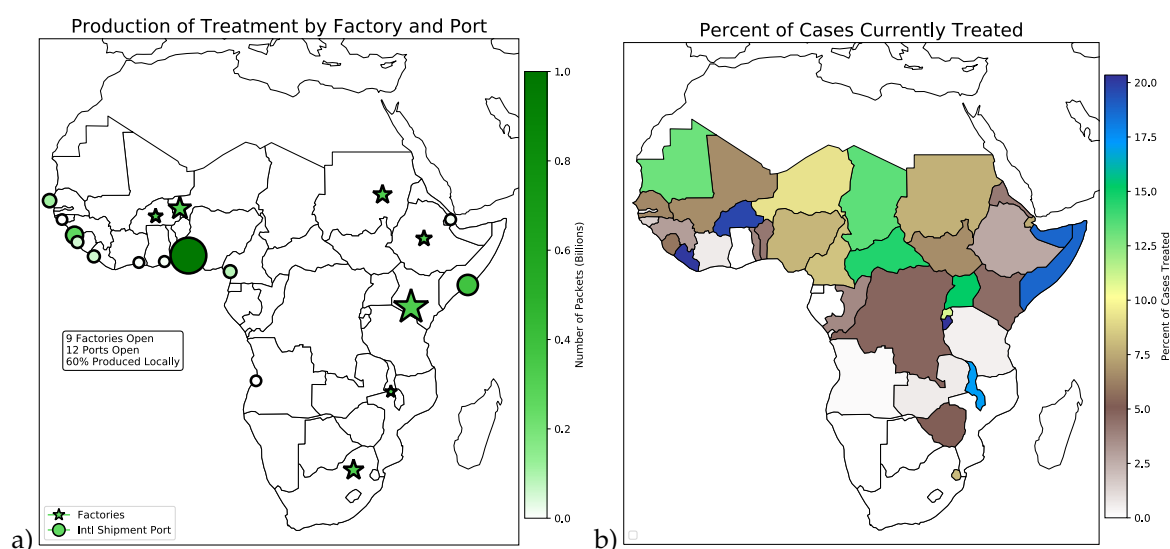 Production of Treatment by Factory and Port
1.0
0.8
0.6
0.4
0.2
0.0
Number of Packets (Billions)
9 Factories Open
12 Ports Open
60% Produced Locally
Factories
Intl Shipment Port
a)
Percent of Cases Currently Treated
20.0
17.5
15.0
12.5
10.0
7.5
5.0
2.5
0.0
Percent of Cases Treated
b)